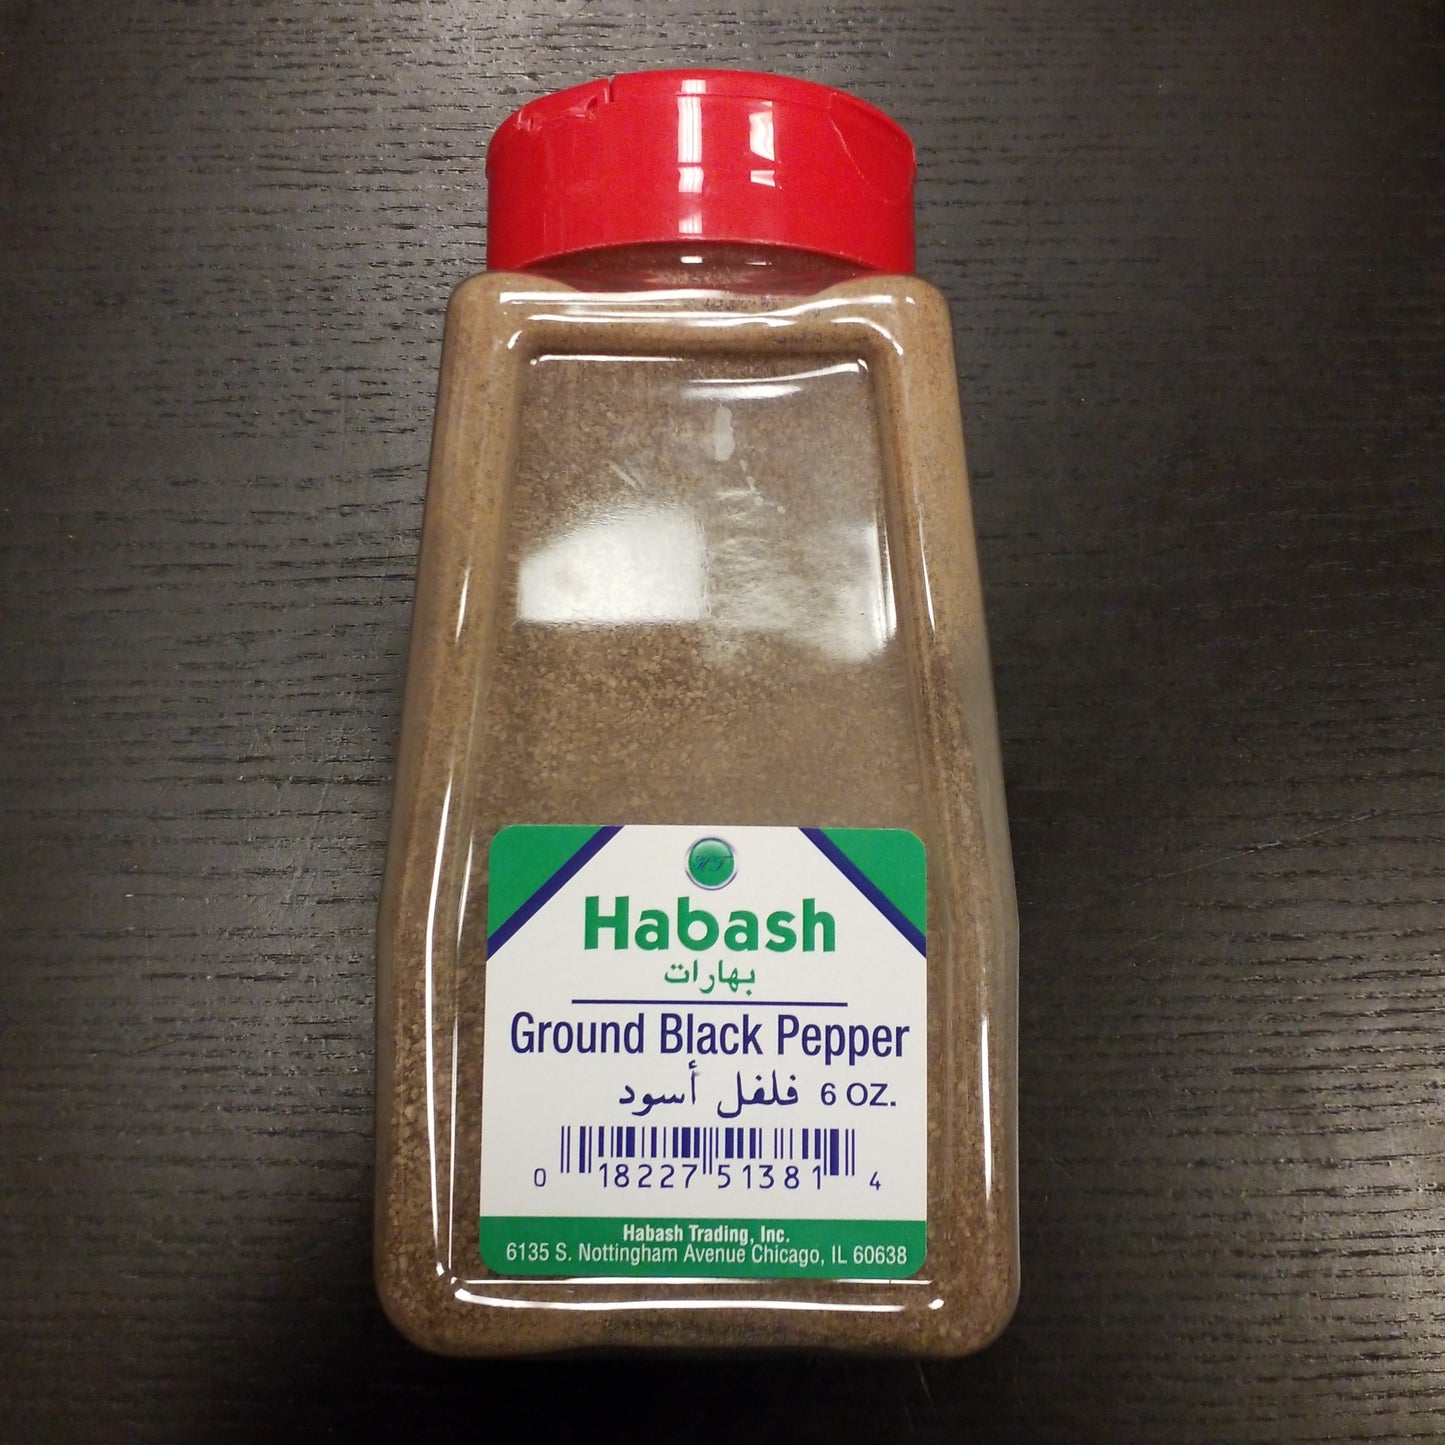 HT
Habash
بهارات
Ground Black Pepper
فلفل أسود 6 OZ.
0 18227 51381 4
Habash Trading, Inc.
6135 S. Nottingham Avenue Chicago, IL 60638